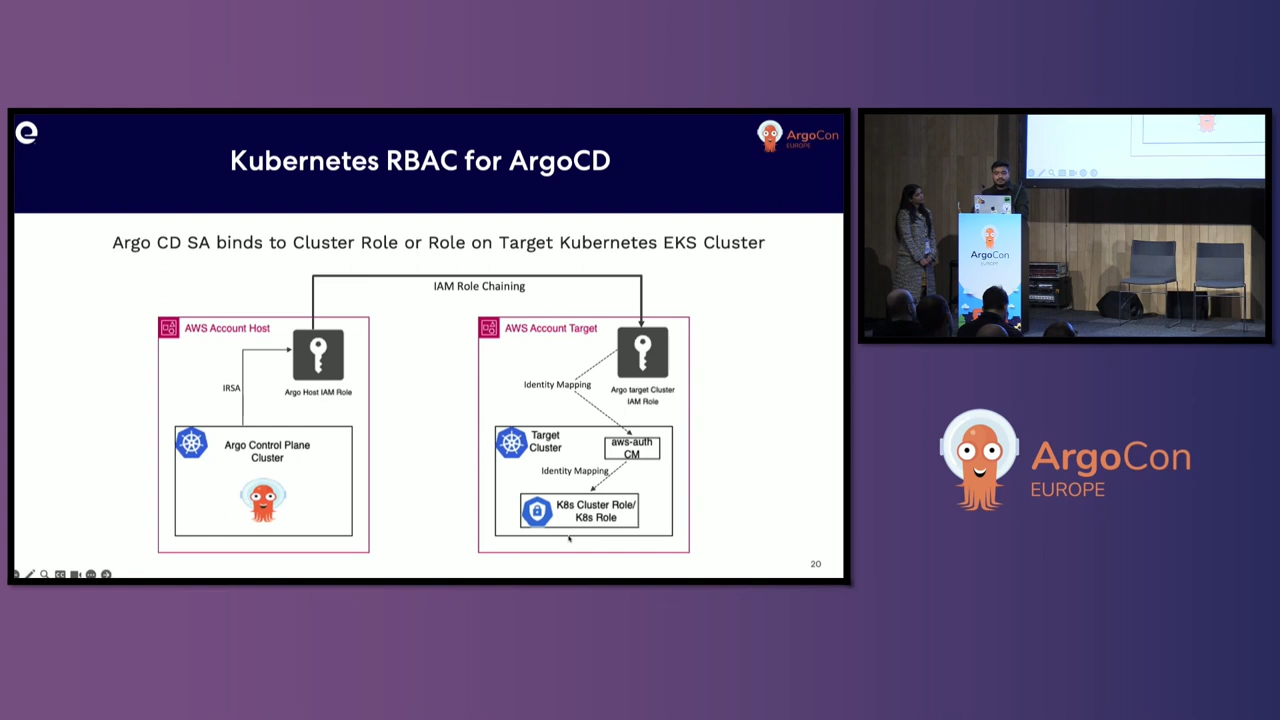 ArgoCon
EUROPE
Kubernetes RBAC for ArgoCD
Argo CD SA binds to Cluster Role or Role on Target Kubernetes EKS Cluster
IAM Role Chaining
AWS Account Host
Argo Host IAM Role
IRSA
Argo Control Plane
Cluster
AWS Account Target
Argo target Cluster
IAM Role
Identity Mapping
Target
Cluster
aws-auth
CM
Identity Mapping
K8s Cluster Role/
K8s Role
20
ArgoCon
EUROPE
ArgoCon
EUROPE